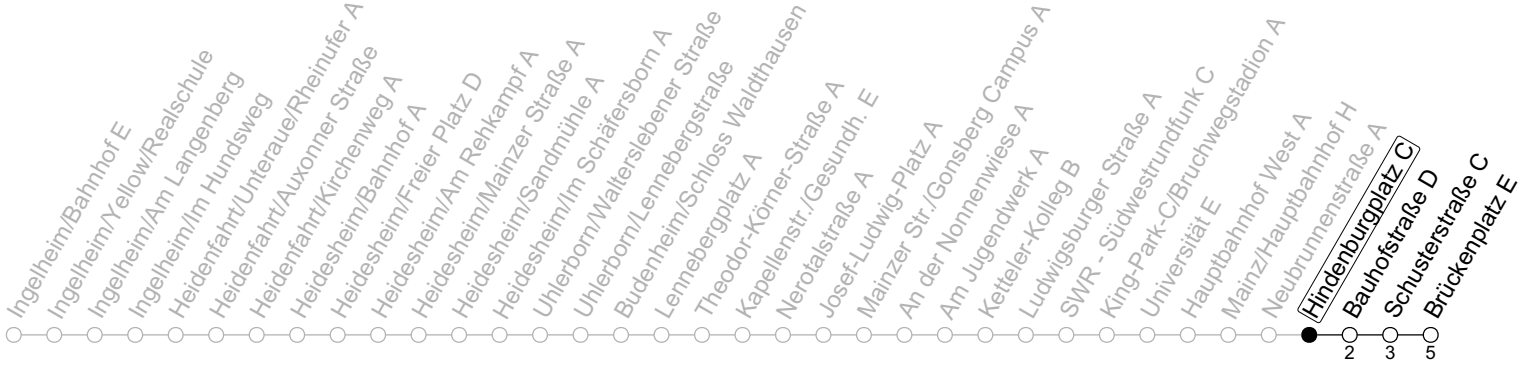 Ingelheim/Bahnhof E
Ingelheim/Yellow/Realschule
Ingelheim/Am Langenberg
Ingelheim/Im Hundsweg
Heidenfahrt/Unteraue/Rheinufer A
Heidenfahrt/Auxonner Straße
Heidenfahrt/Kirchenweg A
Heidesheim/Bahnhof A
Heidesheim/Freier Platz D
Heidesheim/Am Rehkampf A
Heidesheim/Mainzer Straße A
Heidesheim/Sandmühle A
Heidesheim/Im Schäfersborn A
Uhlerborn/Walterslebener Straße
Uhlerborn/Lennebergstraße
Budenheim/Schloss Waldthausen
Lennebergplatz A
Theodor-Körner-Straße A
Kapellenstr./Gesundh. E
Nerotalstraße A
Josef-Ludwig-Platz A
Mainzer Str./Gonsberg Campus A
An der Nonnenwiese A
Am Jugendwerk A
Ketteler-Kolleg B
Ludwigsburger Straße A
SWR - Südwestrundfunk C
King-Park-C/Bruchwegstadion A
Universität E
Hauptbahnhof West A
Mainz/Hauptbahnhof H
Neubrunnenstraße A
Hindenburgplatz C
Bauhofstraße D
Schusterstraße C
Brückenplatz E
2 3 5